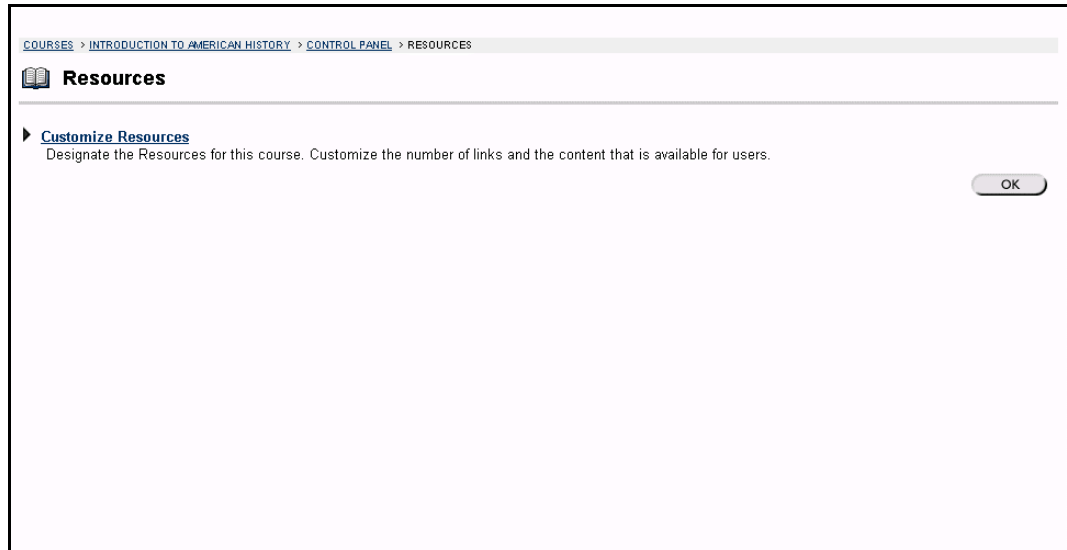 COURSES > INTRODUCTION TO AMERICAN HISTORY > CONTROL PANEL > RESOURCES
Resources
Customize Resources
Designate the Resources for this course. Customize the number of links and the content that is available for users.
OK